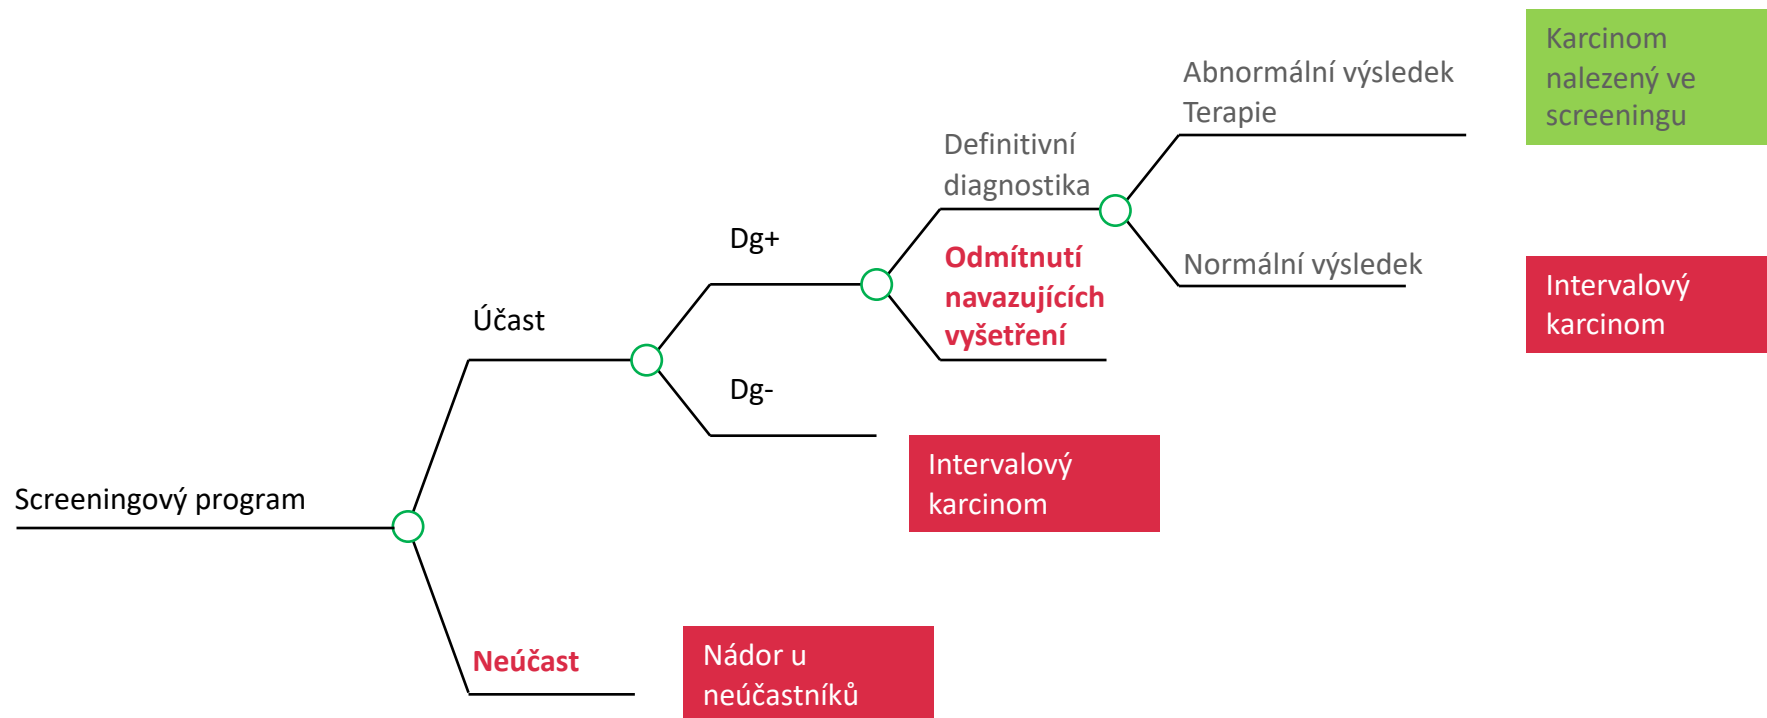 Screeningový program
Účast
Neúčast
Nádor u
neúčastníků
Dg+
Dg-
Intervalový
karcinom
Definitivní
diagnostika
Odmítnutí
navazujících
vyšetření
Abnormální výsledek
Terapie
Normální výsledek
Karcinom
nalezený ve
screeningu
Intervalový
karcinom